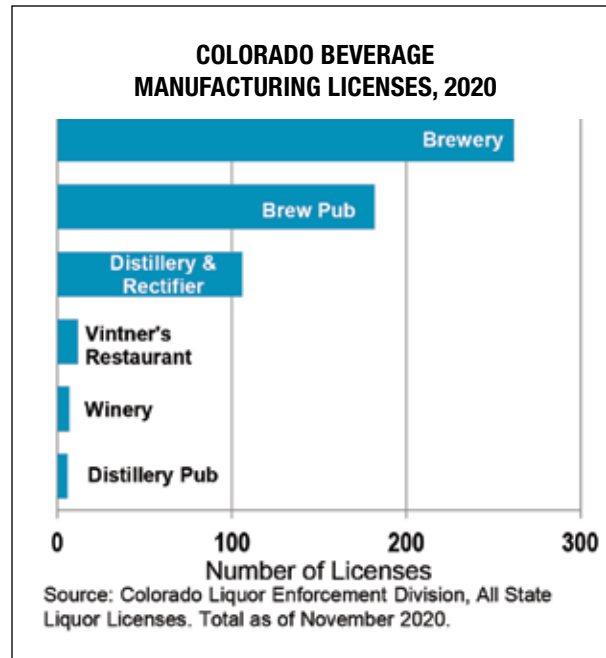 COLORADO BEVERAGE
MANUFACTURING LICENSES, 2020
Brewery
Brew Pub
Distillery &
Rectifier
Vintner's
Restaurant
Winery
Distillery Pub
0 100 200 300
Number of Licenses
Source: Colorado Liquor Enforcement Division, All State
Liquor Licenses. Total as of November 2020.